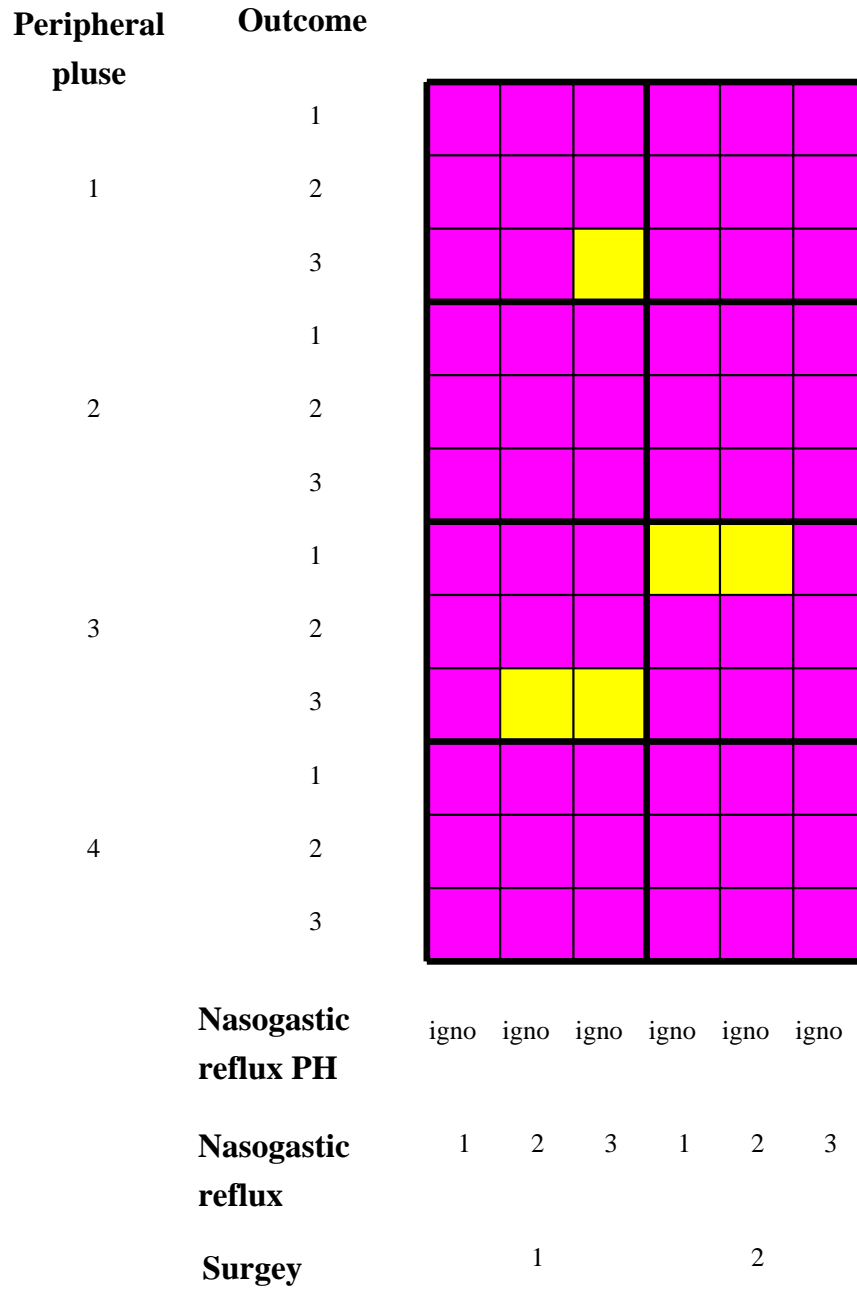 Peripheral Outcome
pluse
1
1 2
3
1
2 2
3
1
3 2
3
1
4 2
3
Nasogastic
reflux PH
igno igno igno igno igno igno
Nasogastic
reflux
1 2 3 1 2 3
Surgey 1 2